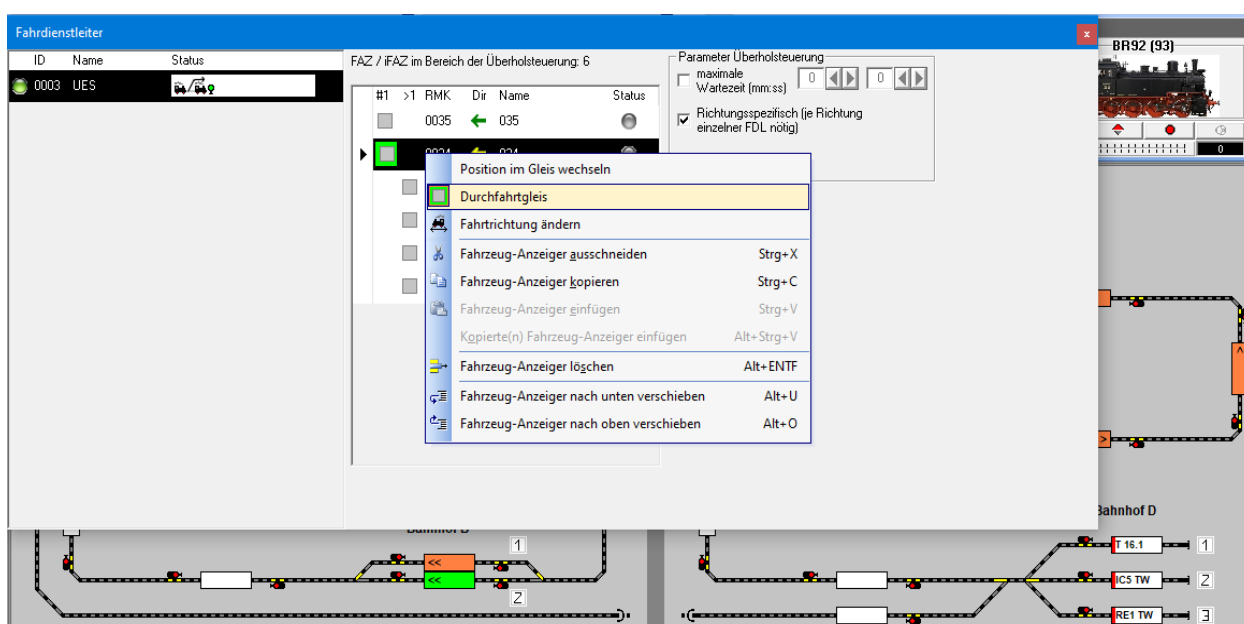 Fahrdienstleiter
x
BR92 (93)
ID Name Status
0003 UES
FAZ / iFAZ im Bereich der Überholsteuerung: 6
#1 >1 RMK Dir Name Status
0035 035
Parameter Überholsteuerung
maximale
Wartezeit (mm:ss)
0 0
Richtungsspezifisch (je Richtung
einzelner FDL nötig)
0
Position im Gleis wechseln
Durchfahrtgleis
Fahrtrichtung ändern
Fahrzeug-Anzeiger ausschneiden Strg+X
Fahrzeug-Anzeiger kopieren Strg+C
Fahrzeug-Anzeiger einfügen Strg+V
Kopierte(n) Fahrzeug-Anzeiger einfügen Alt+Strg+V
Fahrzeug-Anzeiger löschen Alt+ENTF
Fahrzeug-Anzeiger nach unten verschieben Alt+U
Fahrzeug-Anzeiger nach oben verschieben Alt+O
>
Bahnhof D
<<
1
<<
2
T 16.1 1
IC5 TW 2
RE1 TW 3